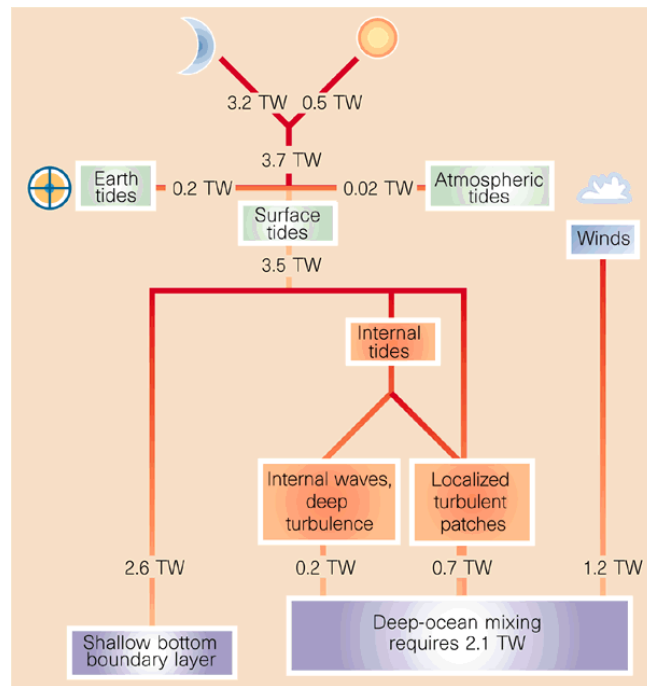 3.2 TW 0.5 TW
3.7 TW
Earth
tides
0.2 TW
0.02 TW
Atmospheric
tides
Surface
tides
Winds
3.5 TW
Internal
tides
Internal waves,
deep
turbulence
Localized
turbulent
patches
2.6 TW
0.2 TW
0.7 TW
1.2 TW
Shallow bottom
boundary layer
Deep-ocean mixing
requires 2.1 TW